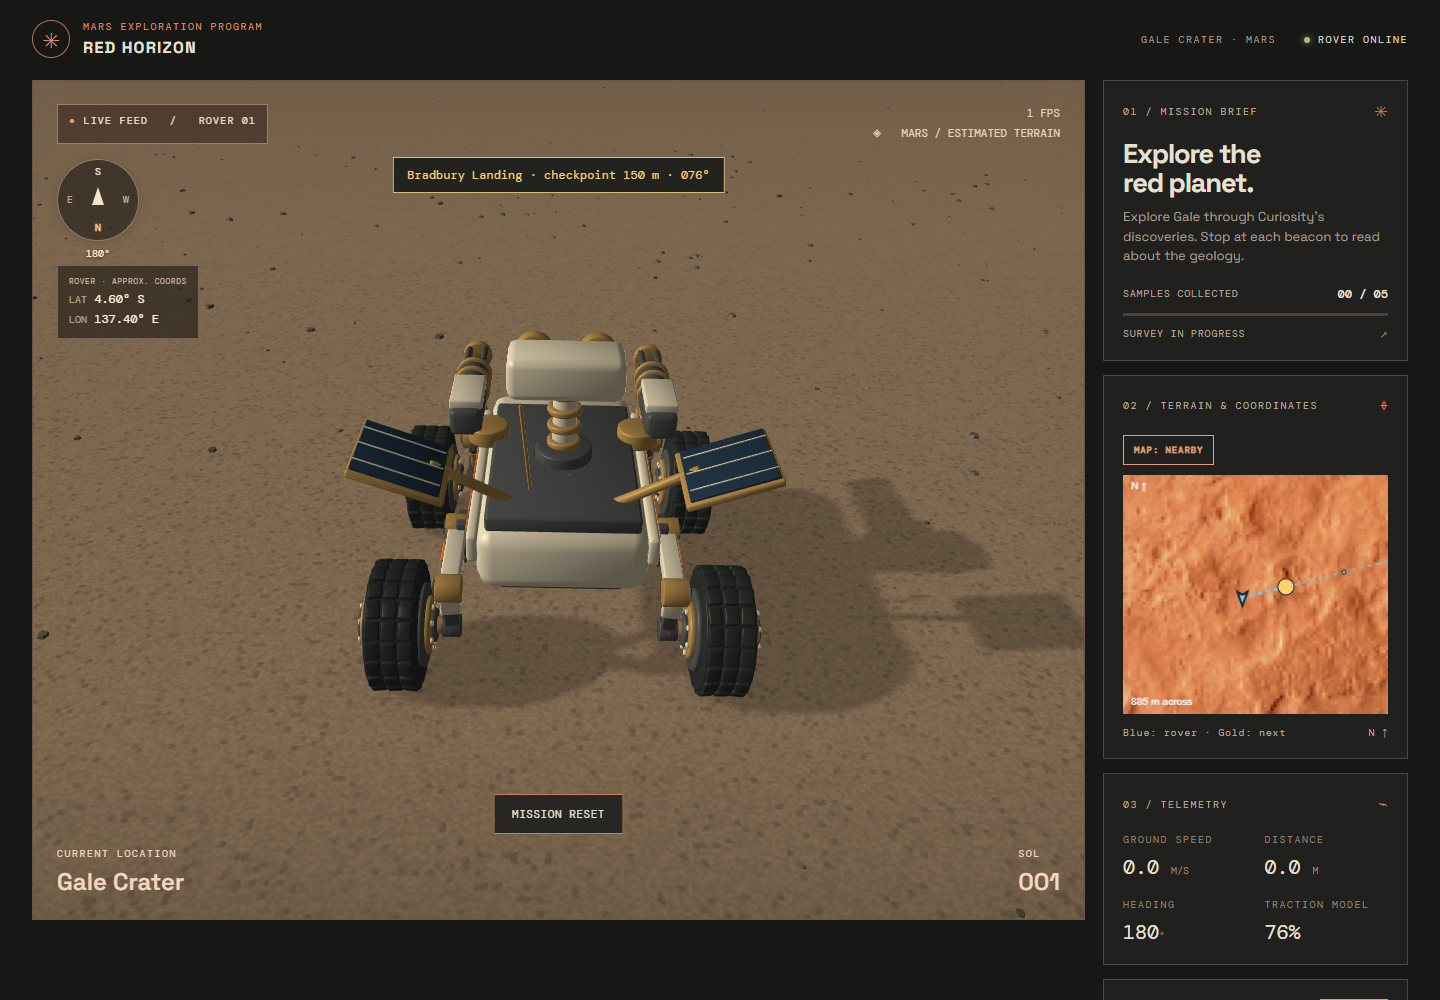 MARS EXPLORATION PROGRAM
RED HORIZON
GALE CRATER · MARS
ROVER ONLINE
LIVE FEED / ROVER 01
1 FPS
MARS / ESTIMATED TERRAIN
Bradbury Landing · checkpoint 150 m · 076°
S
E W
N
180°
ROVER · APPROX. COORDS
LAT 4.60° S
LON 137.40° E
MISSION RESET
CURRENT LOCATION
Gale Crater
SOL
001
01 / MISSION BRIEF
Explore the
red planet.
Explore Gale through Curiosity's
discoveries. Stop at each beacon to read
about the geology.
SAMPLES COLLECTED 00 / 05
SURVEY IN PROGRESS ↗
02 / TERRAIN & COORDINATES
MAP: NEARBY
N ↑
885 m across
Blue: rover · Gold: next N ↑
03 / TELEMETRY
GROUND SPEED DISTANCE
0.0 M/S 0.0 M
HEADING TRACTION MODEL
180° 76%